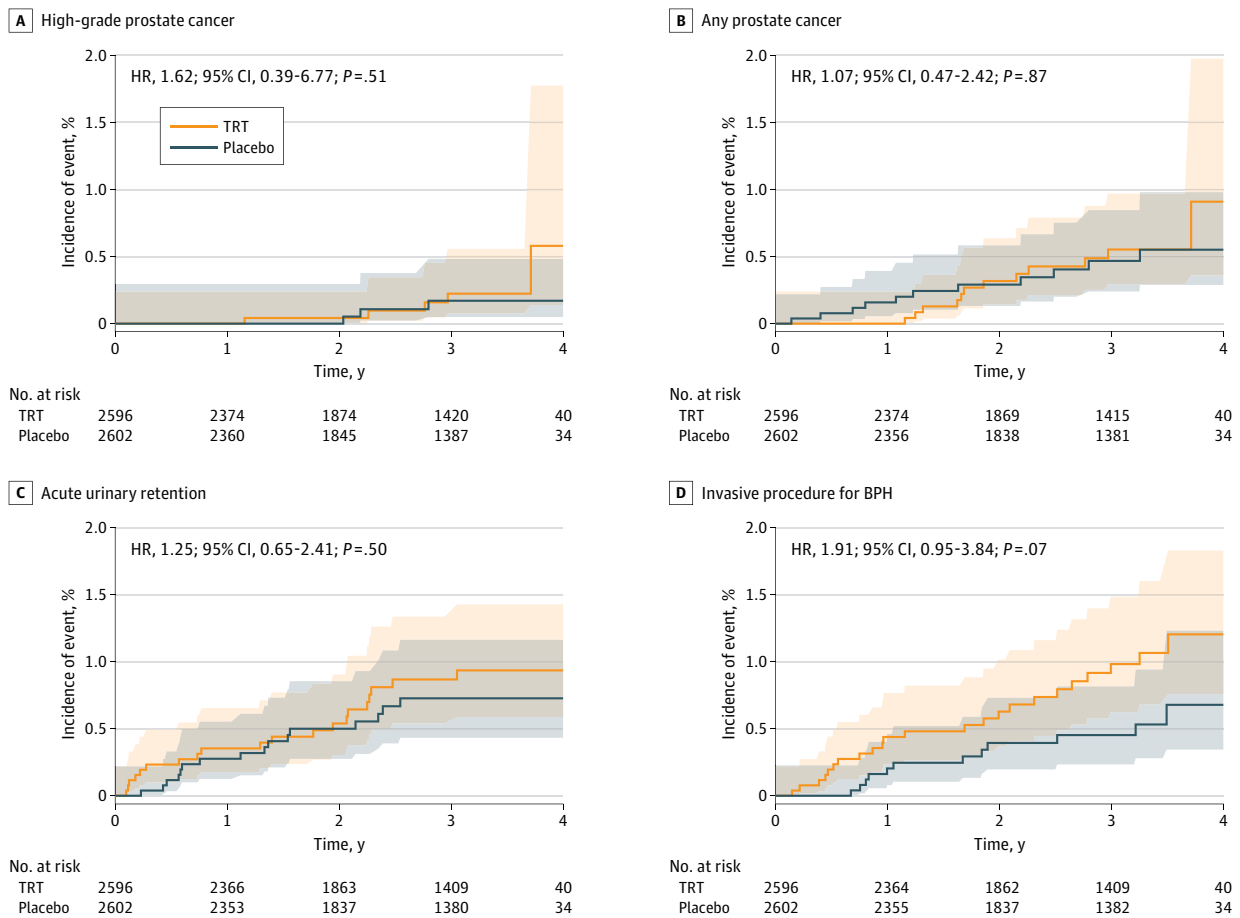 A High-grade prostate cancer
HR, 1.62; 95% CI, 0.39-6.77; P=.51
TRT
Placebo
Incidence of event, %
2.0
1.5
1.0
0.5
0
0 1 2 3 4
Time, y
No. at risk
TRT 2596 2374 1874 1420 40
Placebo 2602 2360 1845 1387 34
B Any prostate cancer
HR, 1.07; 95% CI, 0.47-2.42; P=.87
Incidence of event, %
2.0
1.5
1.0
0.5
0
0 1 2 3 4
Time, y
No. at risk
TRT 2596 2374 1869 1415 40
Placebo 2602 2356 1838 1381 34
C Acute urinary retention
HR, 1.25; 95% CI, 0.65-2.41; P=.50
Incidence of event, %
2.0
1.5
1.0
0.5
0
0 1 2 3 4
Time, y
No. at risk
TRT 2596 2366 1863 1409 40
Placebo 2602 2353 1837 1380 34
D Invasive procedure for BPH
HR, 1.91; 95% CI, 0.95-3.84; P=.07
Incidence of event, %
2.0
1.5
1.0
0.5
0
0 1 2 3 4
Time, y
No. at risk
TRT 2596 2364 1862 1409 40
Placebo 2602 2355 1837 1382 34